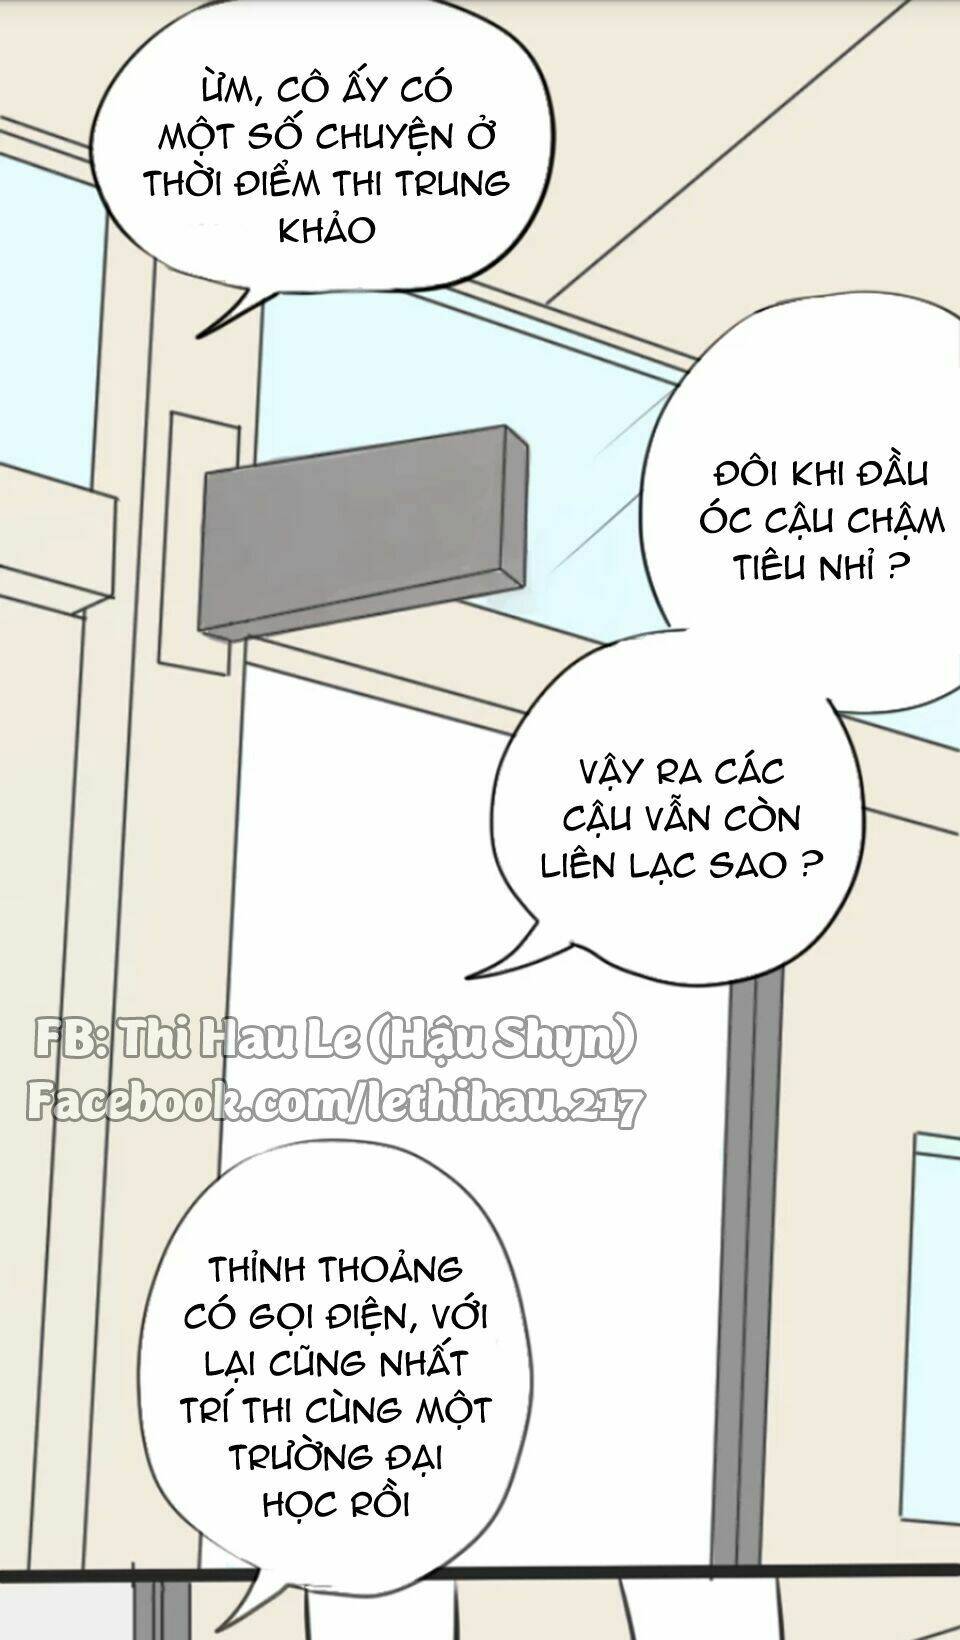 ỪM, CÔ ẤY CÓ
MỘT SỐ CHUYỆN Ở
THỜI ĐIỂM THI TRUNG
KHẢO
ĐÔI KHI ĐẦU
ÓC CẬU CHẬM
TIÊU NHỈ ?
VẬY RA CÁC
CẬU VẪN CÒN
LIÊN LẠC SAO ?
FB: Thi Hau Le (Hậu Shyn)
Facebook.com/lethihau.217
THỈNH THOẢNG
CÓ GỌI ĐIỆN, VỚI
LẠI CŨNG NHẤT
TRÍ THI CÙNG MỘT
TRƯỜNG ĐẠI
HỌC RỒI